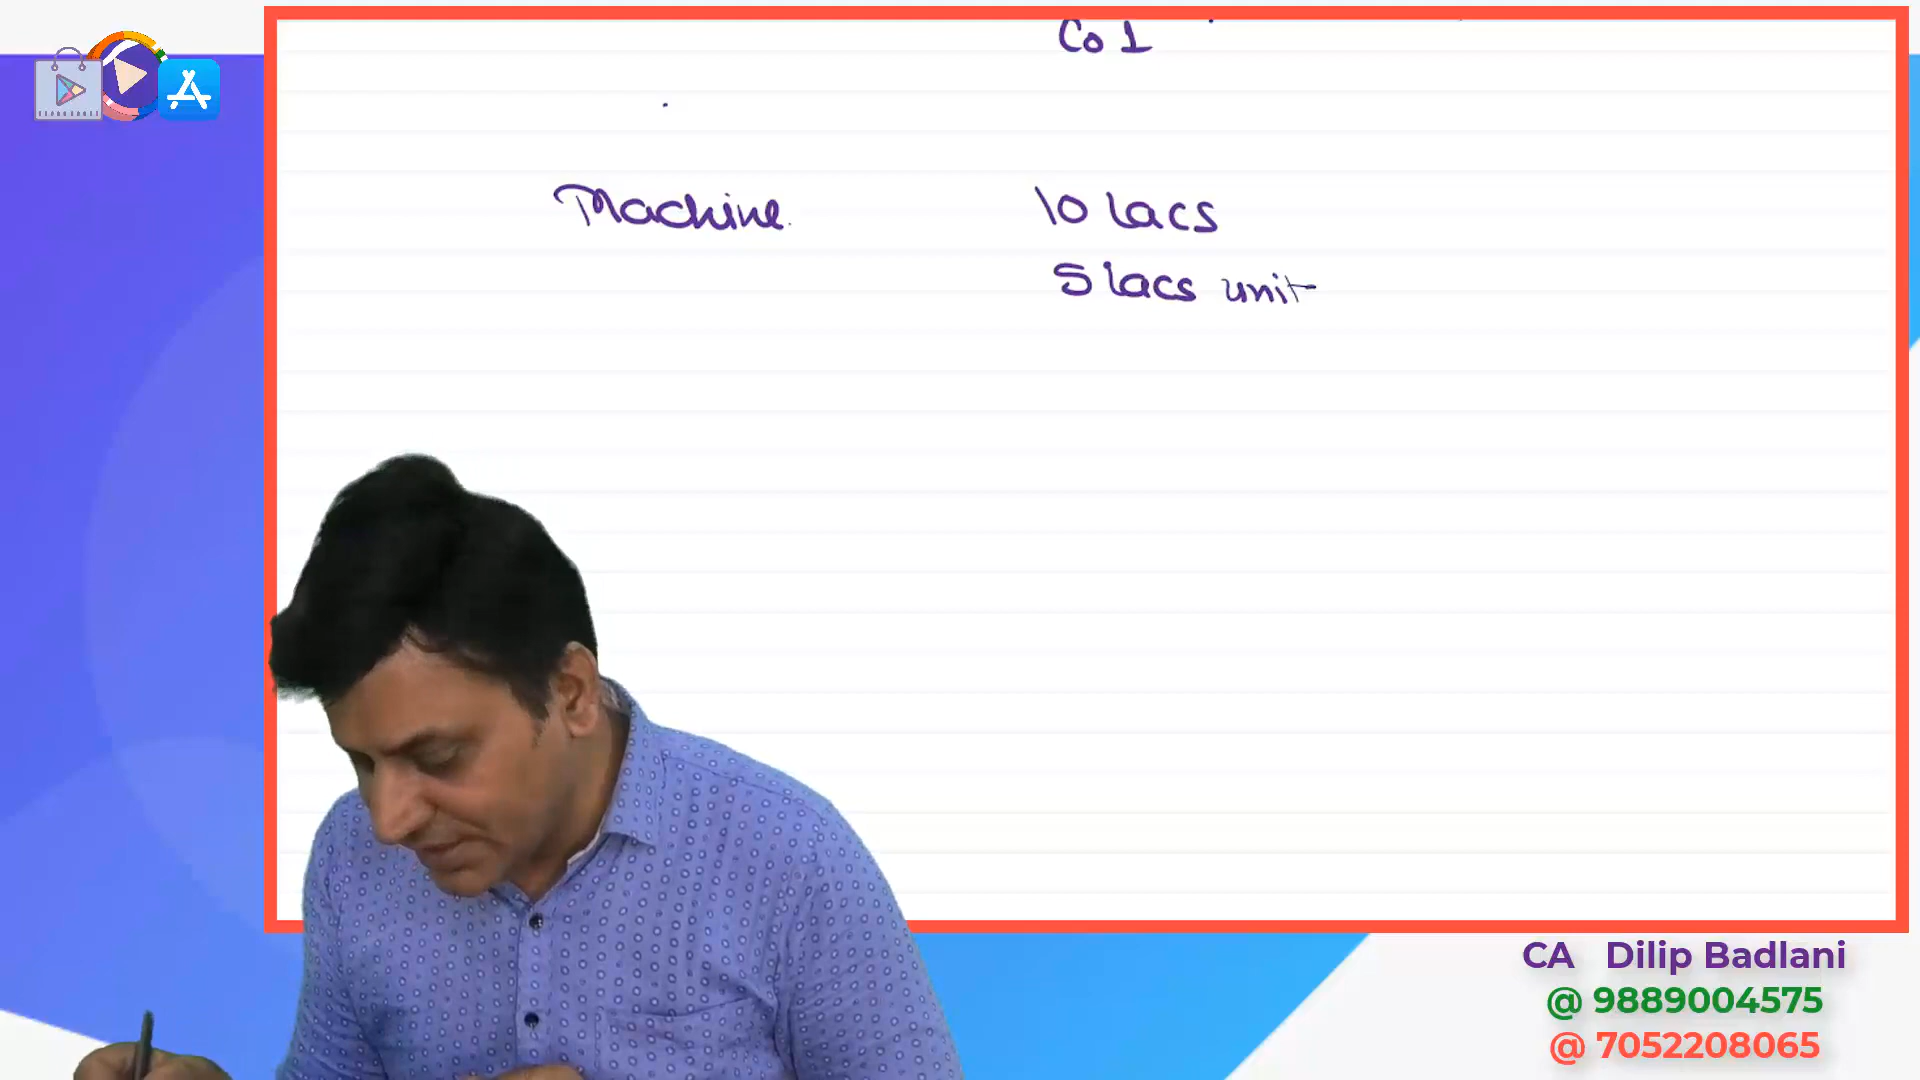 Co 1
Machine 10 lacs
5 lacs unit
CA Dilip Badlani
@ 9889004575
@ 7052208065